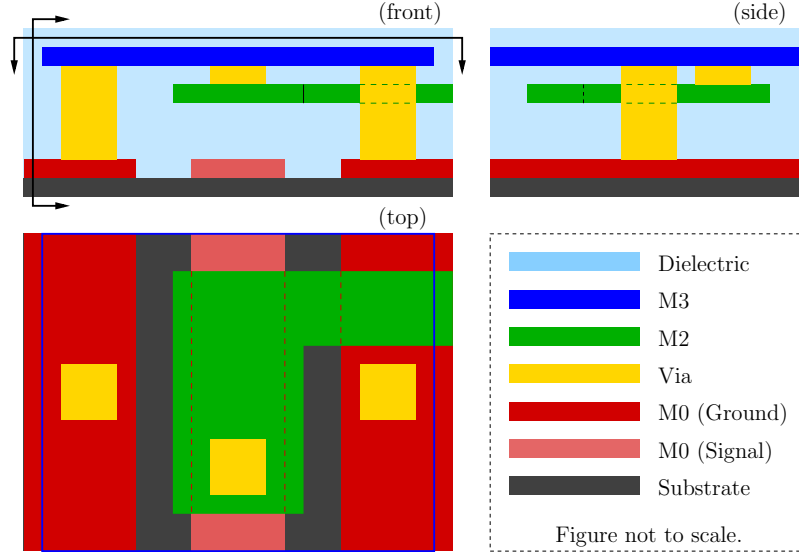 (front)
(side)
(top)
Dielectric
M3
M2
Via
M0 (Ground)
M0 (Signal)
Substrate
Figure not to scale.